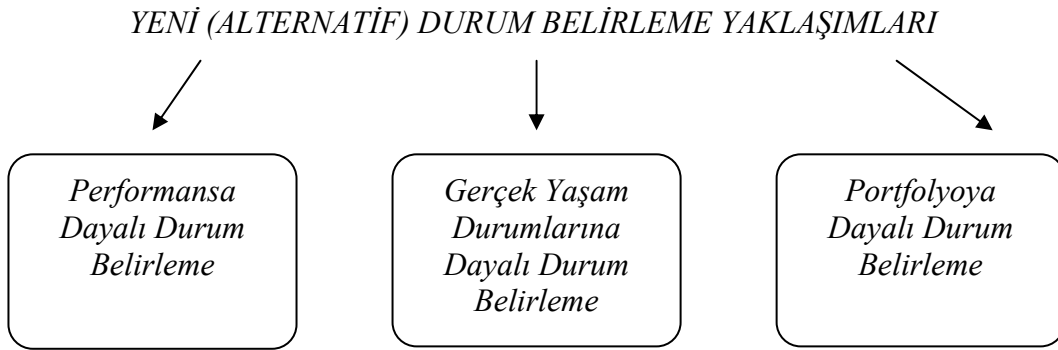 YENİ (ALTERNATİF) DURUM BELİRLEME YAKLAŞIMLARI
Performansa
Dayalı Durum
Belirleme
Gerçek Yaşam
Durumlarına
Dayalı Durum
Belirleme
Portfolyoya
Dayalı Durum
Belirleme